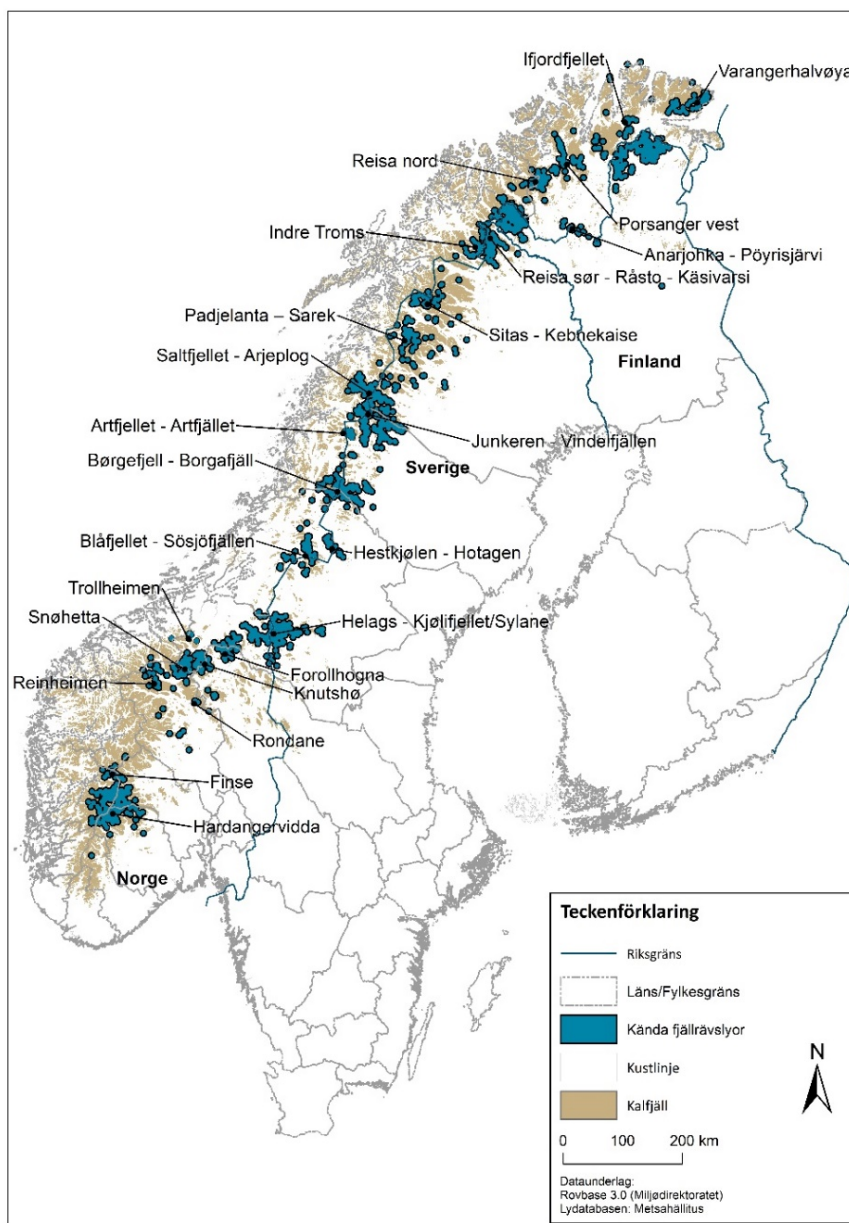 Ifjordfjellet
Varangerhalvøya
Reisa nord
Porsanger vest
Indre Troms
Anarjohka - Pöyrisjärvi
Reisa sør - Råsto - Käsivarsi
Padjelanta – Sarek
Sitas - Kebnekaise
Saltfjellet - Arjeplog
Finland
Artfjellet - Artfjället
Junkeren - Vindelfjällen
Sverige
Børgefjell - Borgafjäll
Blåfjellet - Sösjöfjällen
Hestkjølen - Hotagen
Trollheimen
Snøhetta
Helags - Kjølifjellet/Sylane
Forollhogna
Reinheimen
Knutshø
Rondane
Finse
Hardangervidda
Norge
Teckenförklaring
Riksgräns
Läns/Fylkesgräns
Kända fjällrävslyor
Kustlinje
Kalfjäll
N
0 100 200 km
Dataunderlag:
Rovbase 3.0 (Miljødirektoratet)
Lydatabasen: Metsahällitus